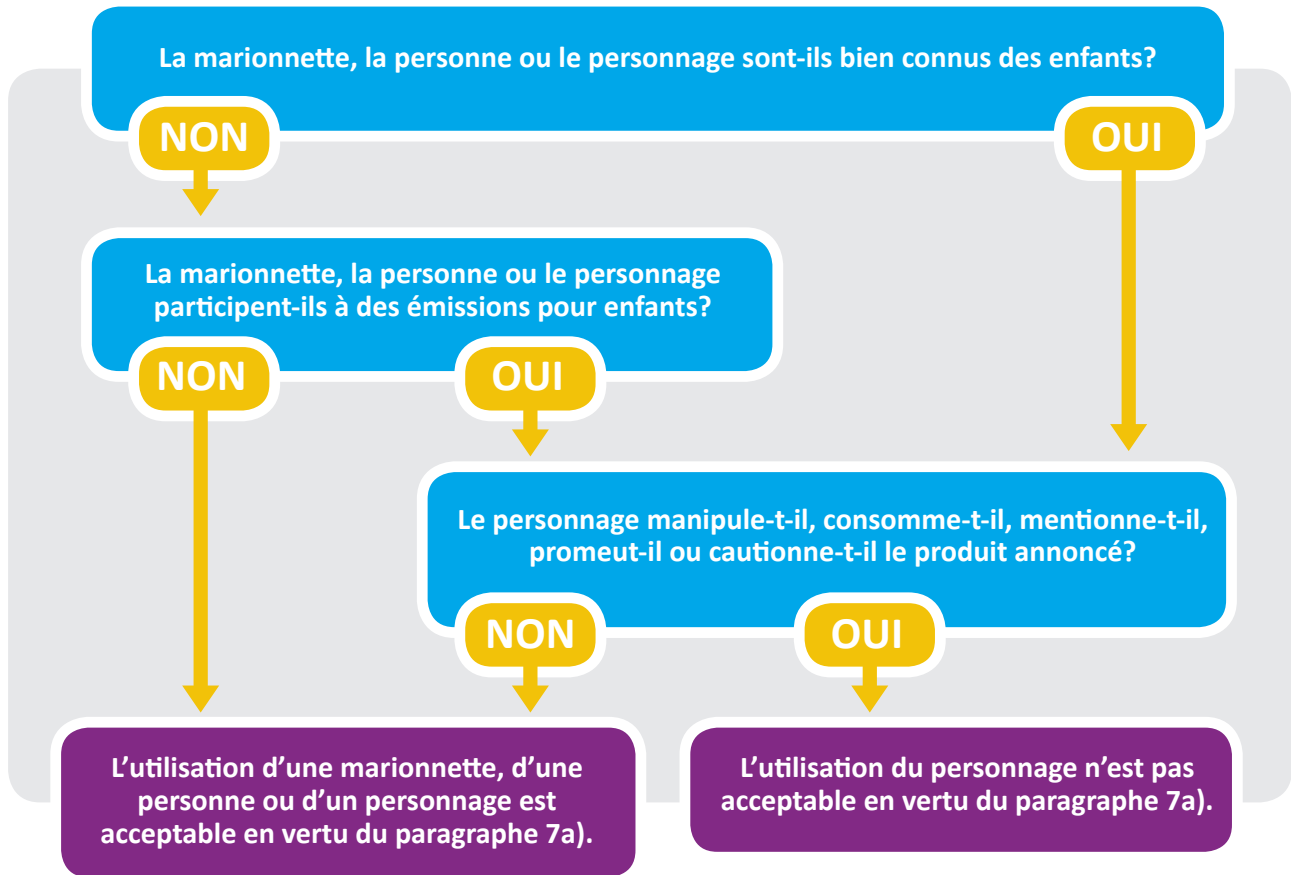 La marionnette, la personne ou le personnage sont-ils bien connus des enfants?
NON
OUI
La marionnette, la personne ou le personnage
participent-ils à des émissions pour enfants?
NON
OUI
Le personnage manipule-t-il, consomme-t-il, mentionne-t-il,
promeut-il ou cautionne-t-il le produit annoncé?
NON
OUI
L’utilisation d’une marionnette, d’une
personne ou d’un personnage est
acceptable en vertu du paragraphe 7a).
L’utilisation du personnage n’est pas
acceptable en vertu du paragraphe 7a).